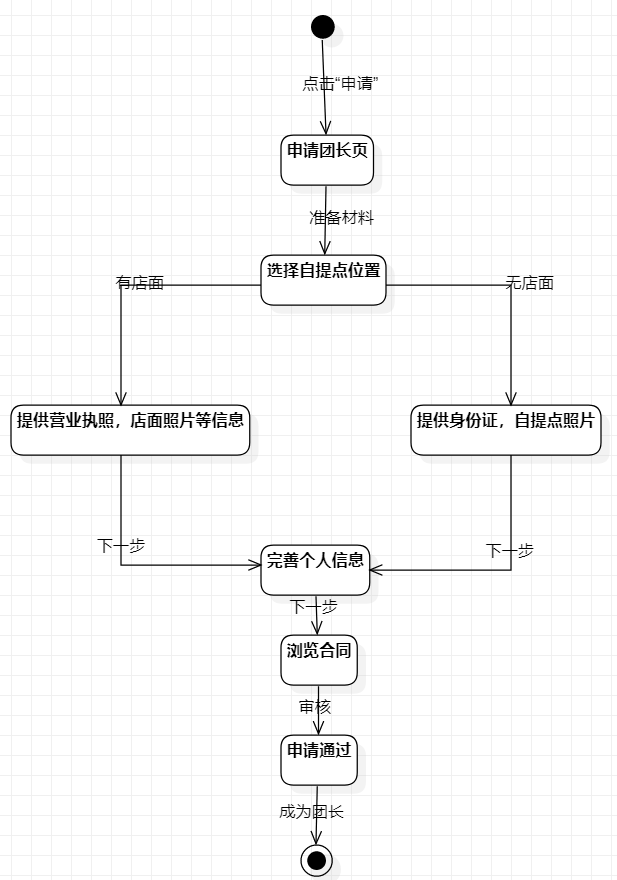 点击“申请”
申请团长页
准备材料
选择自提点位置
有店面
无店面
提供营业执照，店面照片等信息
提供身份证，自提点照片
下一步
下一步
完善个人信息
下一步
浏览合同
审核
申请通过
成为团长